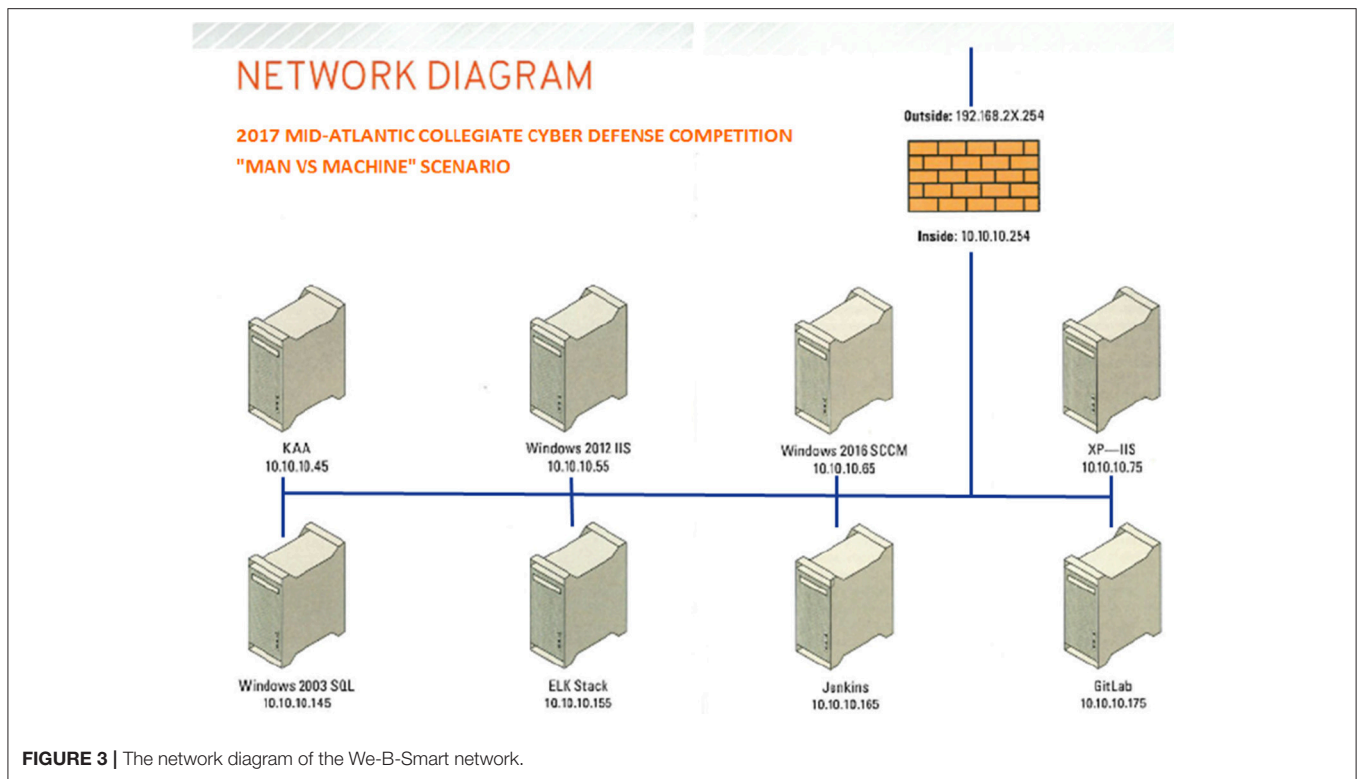 NETWORK DIAGRAM
2017 MID-ATLANTIC COLLEGIATE CYBER DEFENSE COMPETITION
"MAN VS MACHINE" SCENARIO
Outside: 192.168.2X.254
Inside: 10.10.10.254
KAA
10.10.10.45
Windows 2012 IIS
10.10.10.55
Windows 2016 SCCM
10.10.10.65
XP—IIS
10.10.10.75
Windows 2003 SQL
10.10.10.145
ELK Stack
10.10.10.155
Jenkins
10.10.10.165
GitLab
10.10.10.175
FIGURE 3 | The network diagram of the We-B-Smart network.